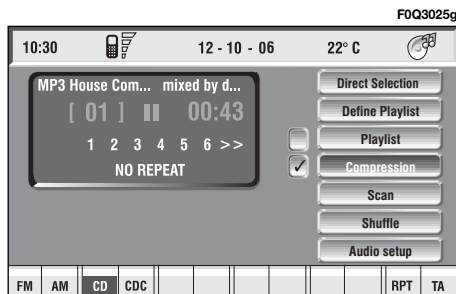 F0Q3025g
10:30 12 - 10 - 06 22° C
MP3 House Com... mixed by d...
[ 01 ] 00:43
1 2 3 4 5 6 >>
NO REPEAT
Direct Selection
Define Playlist
Playlist
Compression
Scan
Shuffle
Audio setup
FM AM CD CDC RPT TA